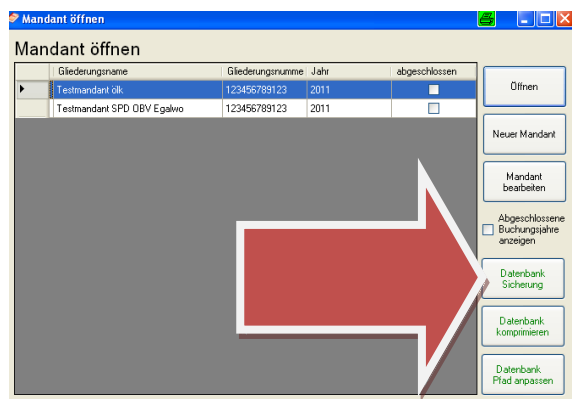 Mandant öffnen
Mandant öffnen
Gliederungsname Gliederungsnumme Jahr abgeschlossen
Testmandant ölk 123456789123 2011
Testmandant SPD OBV Egalwo 123456789123 2011
Öffnen
Neuer Mandant
Mandant
bearbeiten
Abgeschlossene
Buchungsjahre
anzeigen
Datenbank
Sicherung
Datenbank
komprimieren
Datenbank
Pfad anpassen